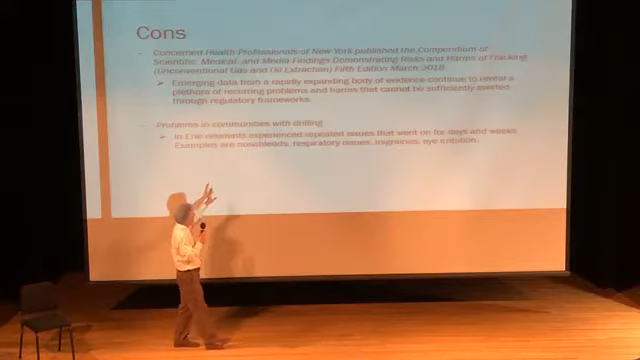 Cons
- Concerned Health Professionals of New York published the Compendium of
Scientific, Medical, and Media Findings Demonstrating Risks and Harms of Fracking
(Unconventional Gas and Oil Extraction) Fifth Edition March 2018
➢ Emerging data from a rapidly expanding body of evidence continue to reveal a
plethora of recurring problems and harms that cannot be sufficiently averted
through regulatory frameworks.
- Problems in communities with drilling
➢ In Erie residents experienced repeated issues that went on for days and weeks.
Examples are nosebleeds, respiratory issues, migraines, eye irritation.